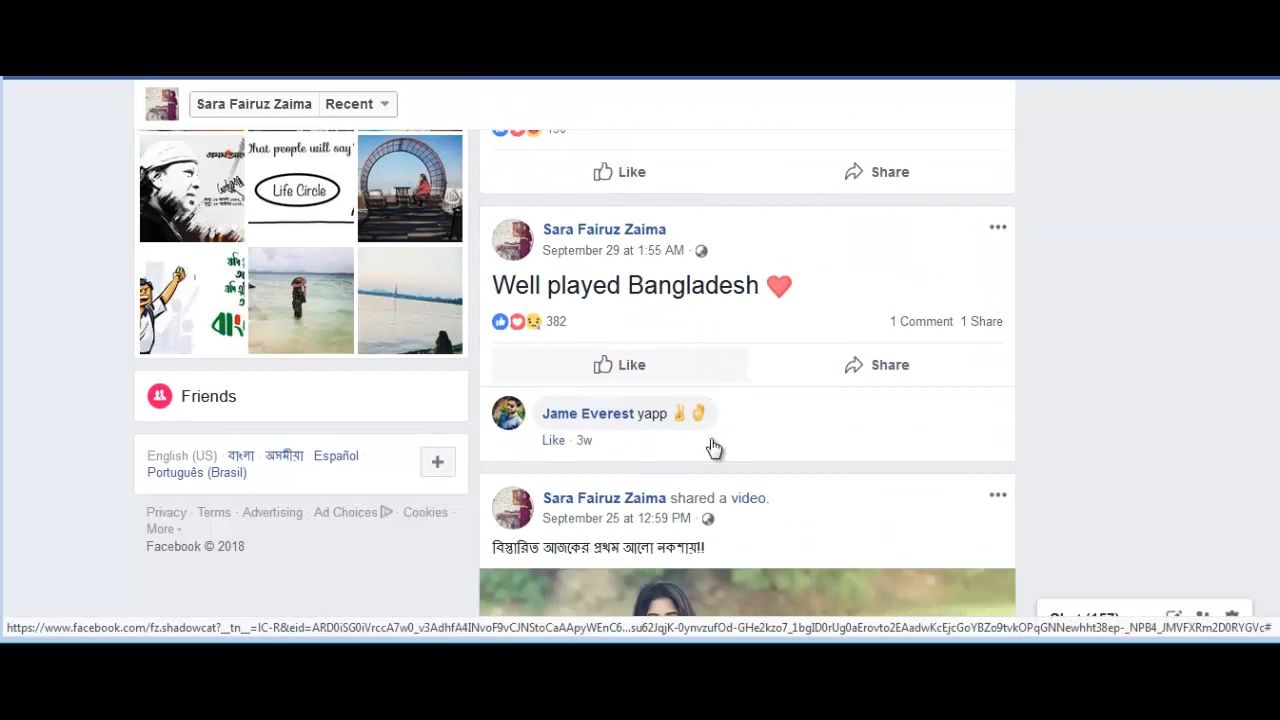 Sara Fairuz Zaima Recent
that people will say
Life Circle
Friends
English (US) · বাংলা · অসমীয়া · Español ·
Português (Brasil)
Privacy · Terms · Advertising · Ad Choices · Cookies ·
More
Facebook © 2018
Like Share
Sara Fairuz Zaima
September 29 at 1:55 AM ·
Well played Bangladesh ❤️
382 1 Comment 1 Share
Like Share
Jame Everest yapp ✌️👌
Like · 3w
Sara Fairuz Zaima shared a video.
September 25 at 12:59 PM ·
বিস্তারিত আজকের প্রথম আলো নকশায়!!